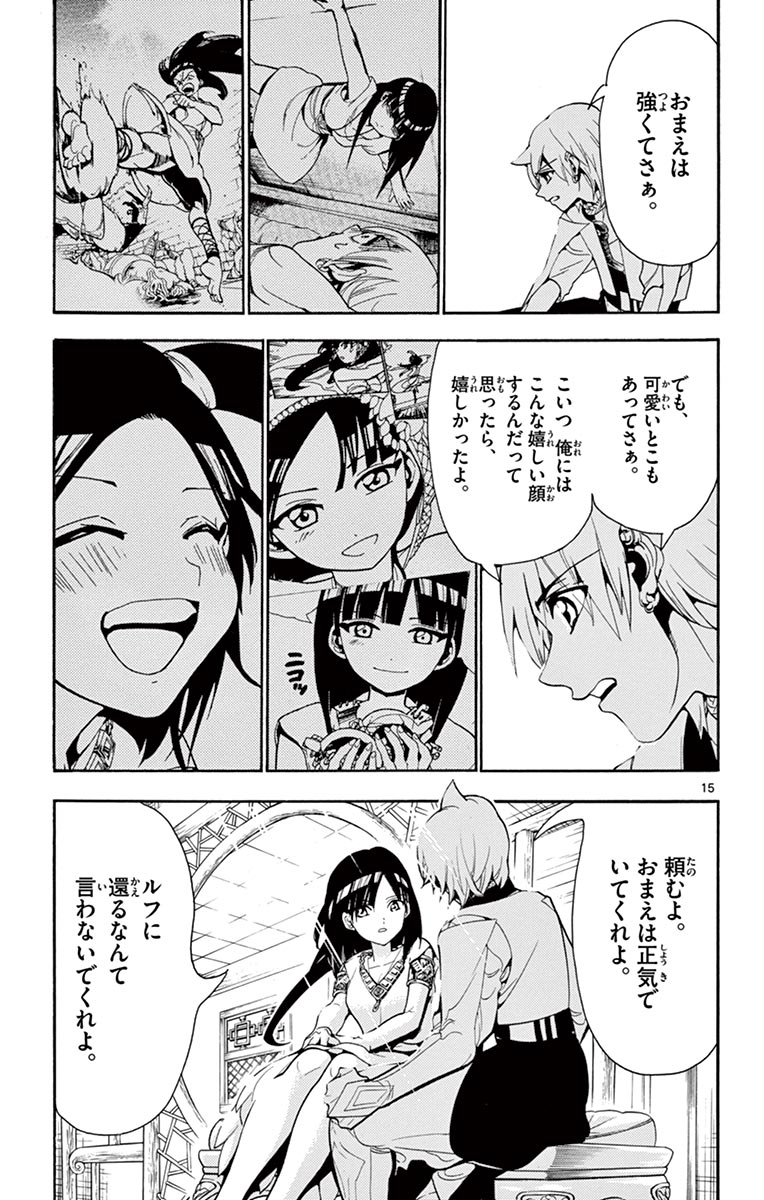 おまえは
強くてさぁ。
でも、
可愛いとこも
あってさぁ。
こいつ 俺には
こんな嬉しい顔
するんだって
思ったら、
嬉しかったよ。
ニコッ
15
頼むよ。
おまえは正気で
いてくれよ。
ルフに
還るなんて
言わないでくれよ。